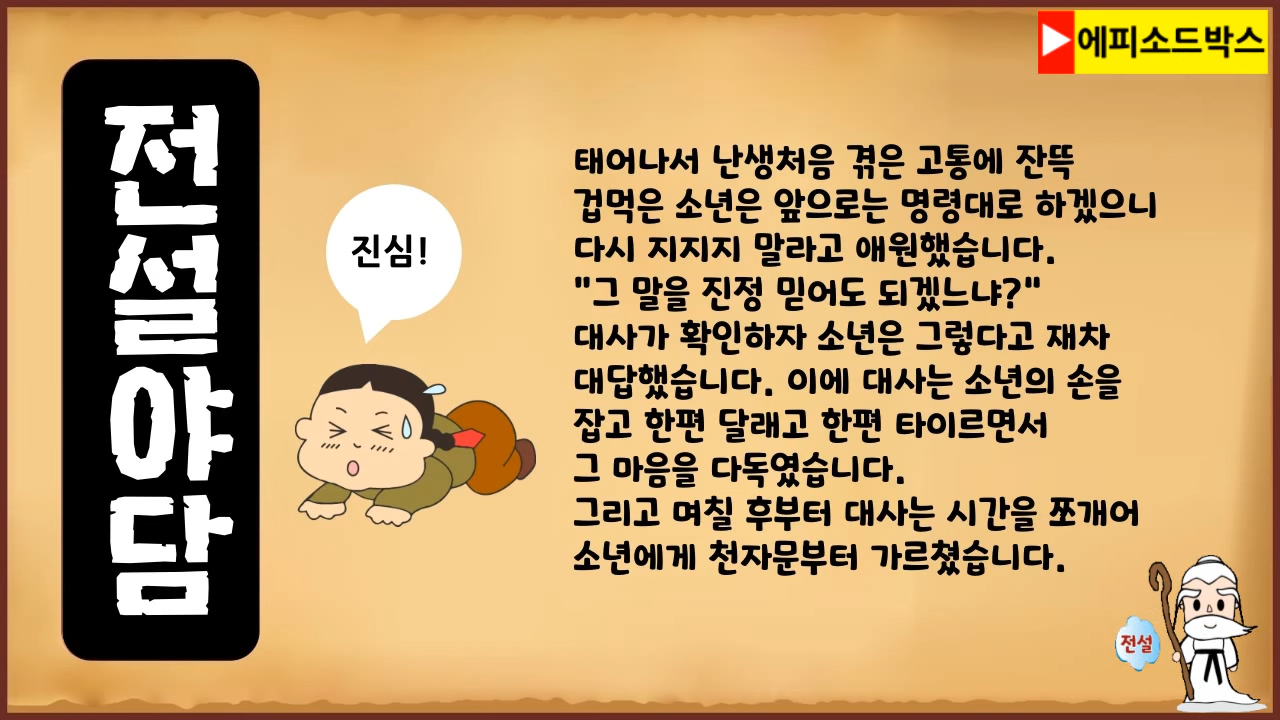 에피소드박스
전설야담
진심!
태어나서 난생처음 겪은 고통에 잔뜩
겁먹은 소년은 앞으로는 명령대로 하겠으니
다시 지지지 말라고 애원했습니다.
"그 말을 진정 믿어도 되겠느냐?"
대사가 확인하자 소년은 그렇다고 재차
대답했습니다. 이에 대사는 소년의 손을
잡고 한편 달래고 한편 타이르면서
그 마음을 다독였습니다.
그리고 며칠 후부터 대사는 시간을 쪼개어
소년에게 천자문부터 가르쳤습니다.
전설